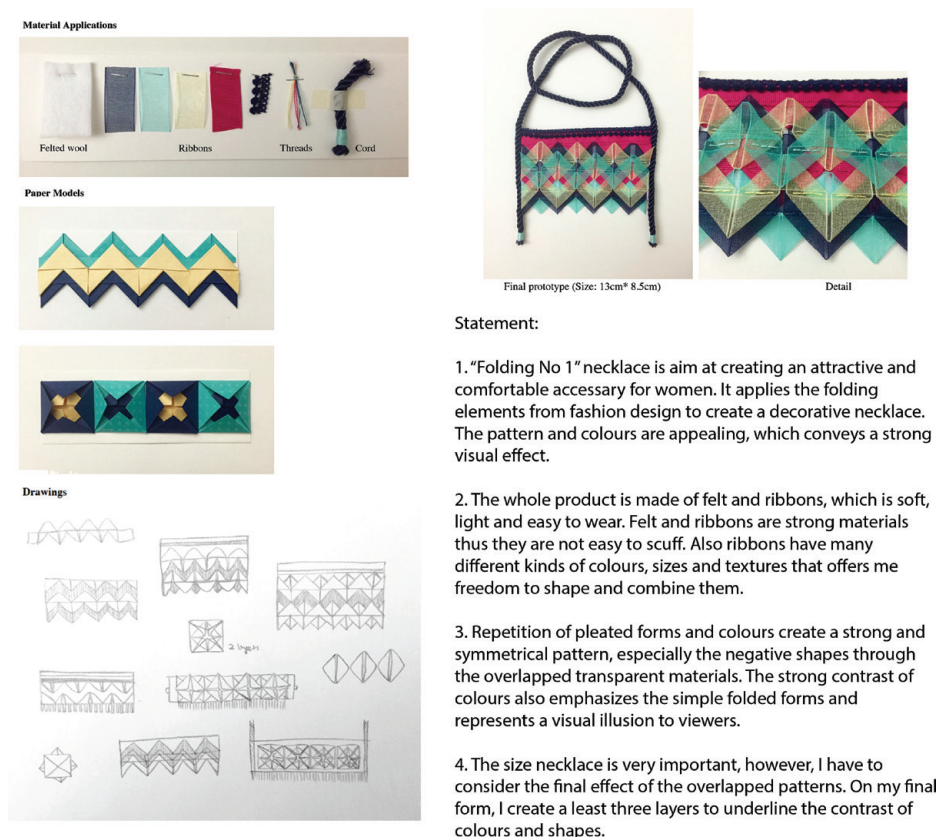 Material Applications
Felted wool
Ribbons
Threads
Cord
Paper Models
Drawings
2 layers
Final prototype (Size: 13cm* 8.5cm)
Detail
Statement:
1. “Folding No 1” necklace is aim at creating an attractive and
comfortable accessary for women. It applies the folding
elements from fashion design to create a decorative necklace.
The pattern and colours are appealing, which conveys a strong
visual effect.
2. The whole product is made of felt and ribbons, which is soft,
light and easy to wear. Felt and ribbons are strong materials
thus they are not easy to scuff. Also ribbons have many
different kinds of colours, sizes and textures that offers me
freedom to shape and combine them.
3. Repetition of pleated forms and colours create a strong and
symmetrical pattern, especially the negative shapes through
the overlapped transparent materials. The strong contrast of
colours also emphasizes the simple folded forms and
represents a visual illusion to viewers.
4. The size necklace is very important, however, I have to
consider the final effect of the overlapped patterns. On my final
form, I create a least three layers to underline the contrast of
colours and shapes.